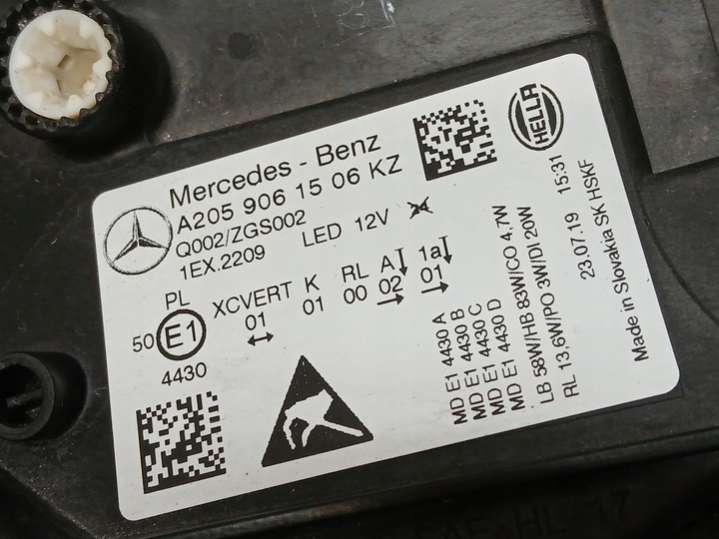 Mercedes - Benz
A205 906 15 06 KZ
Q002/ZGS002
1EX.2209
LED 12V
HELLA
PL
50 E1
4430
XCVERT K RL A 1a
01 01 00 02 01
MD E1 4430 A
MD E1 4430 B
MD E1 4430 C
MD E1 4430 D
LB 58W/HB 83W/CO 4,7W
RL 13,6W/PO 3W/DI 20W
23.07.19 15:31
Made in Slovakia SK HSKF